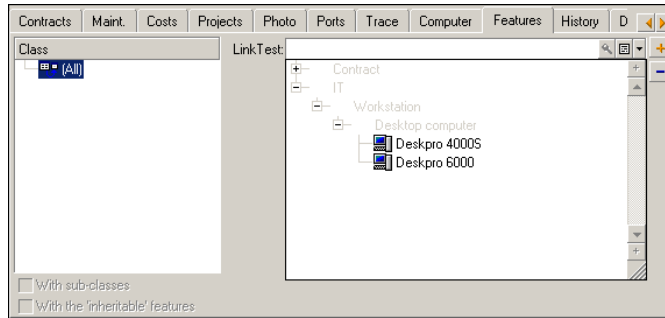 Contracts Maint. Costs Projects Photo Ports Trace Computer Features History D
Class LinkTest:
(All)
Contract
IT
Workstation
Desktop computer
Deskpro 4000S
Deskpro 6000
With sub-classes
With the 'inheritable' features